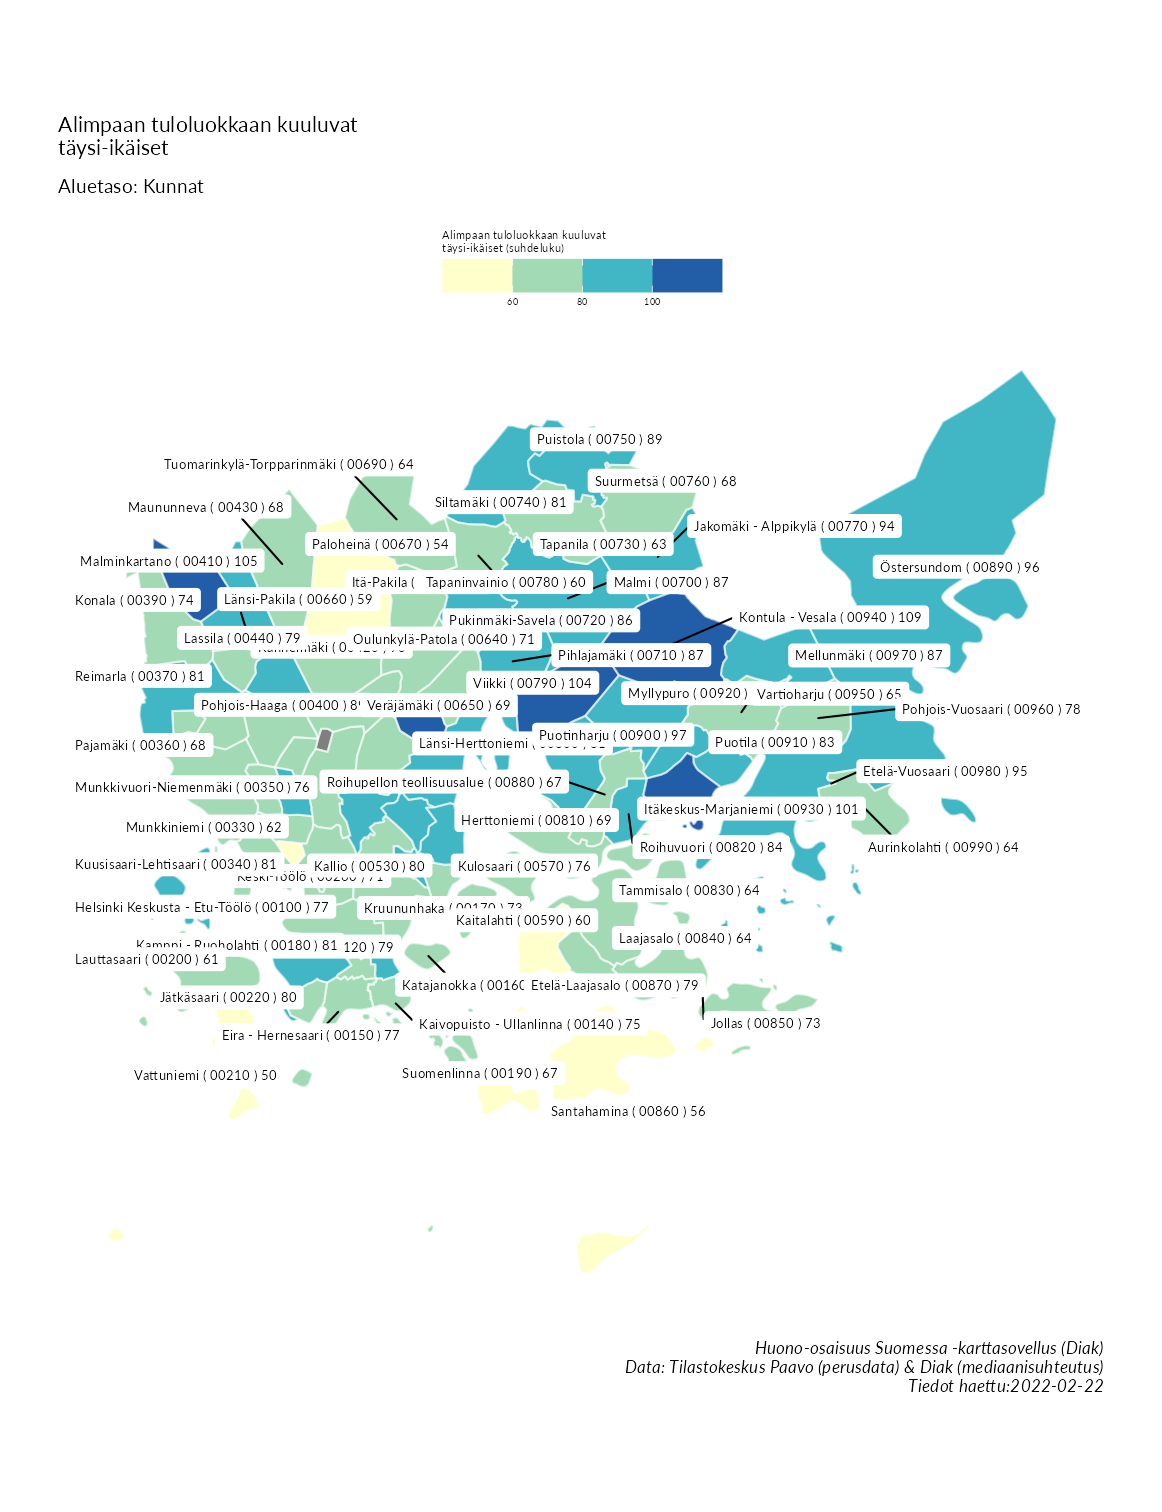 Alimpaan tuloluokkaan kuuluvat
täysi-ikäiset
Aluetaso: Kunnat
Alimpaan tuloluokkaan kuuluvat
täysi-ikäiset (suhdeluku)
60
80
100
Puistola ( 00750 ) 89
Tuomarinkylä-Torpparinmäki ( 00690 ) 64
Suurmetsä ( 00760 ) 68
Siltamäki ( 00740 ) 81
Maununneva ( 00430 ) 68
Jakomäki - Alppikylä ( 00770 ) 94
Paloheinä ( 00670 ) 54
Tapanila ( 00730 ) 63
Malminkartano ( 00410 ) 105
Östersundom ( 00890 ) 96
Itä-Pakila (
Tapaninvainio ( 00780 ) 60
Malmi ( 00700 ) 87
Konala ( 00390 ) 74
Länsi-Pakila ( 00660 ) 59
Pukinmäki-Savela ( 00720 ) 86
Kontula - Vesala ( 00940 ) 109
Lassila ( 00440 ) 79
Oulunkylä-Patola ( 00640 ) 71
Pihlajamäki ( 00710 ) 87
Mellunmäki ( 00970 ) 87
Reimarla ( 00370 ) 81
Viikki ( 00790 ) 104
Myllypuro ( 00920 )
Vartioharju ( 00950 ) 65
Pohjois-Haaga ( 00400 ) 8
Veräjämäki ( 00650 ) 69
Pohjois-Vuosaari ( 00960 ) 78
Pajamäki ( 00360 ) 68
Länsi-Herttoniemi
Puotinharju ( 00900 ) 97
Puotila ( 00910 ) 83
Etelä-Vuosaari ( 00980 ) 95
Munkkivuori-Niemenmäki ( 00350 ) 76
Roihupellon teollisuusalue ( 00880 ) 67
Itäkeskus-Marjaniemi ( 00930 ) 101
Munkkiniemi ( 00330 ) 62
Herttoniemi ( 00810 ) 69
Roihuvuori ( 00820 ) 84
Aurinkolahti ( 00990 ) 64
Kuusisaari-Lehtisaari ( 00340 ) 81
Kallio ( 00530 ) 80
Kulosaari ( 00570 ) 76
Keski-Töölö ( 00260 ) 71
Tammisalo ( 00830 ) 64
Helsinki Keskusta - Etu-Töölö ( 00100 ) 77
Kruununhaka ( 00170 ) 73
Kaitalahti ( 00590 ) 60
Laajasalo ( 00840 ) 64
Kamppi - Ruoholahti ( 00180 ) 81
120 ) 79
Lauttasaari ( 00200 ) 61
Katajanokka ( 00160
Etelä-Laajasalo ( 00870 ) 79
Jätkäsaari ( 00220 ) 80
Kaivopuisto - Ullanlinna ( 00140 ) 75
Jollas ( 00850 ) 73
Eira - Hernesaari ( 00150 ) 77
Vattuniemi ( 00210 ) 50
Suomenlinna ( 00190 ) 67
Santahamina ( 00860 ) 56
Huono-osaisuus Suomessa -karttasovellus (Diak)
Data: Tilastokeskus Paavo (perusdata) & Diak (mediaanisuhteutus)
Tiedot haettu:2022-02-22